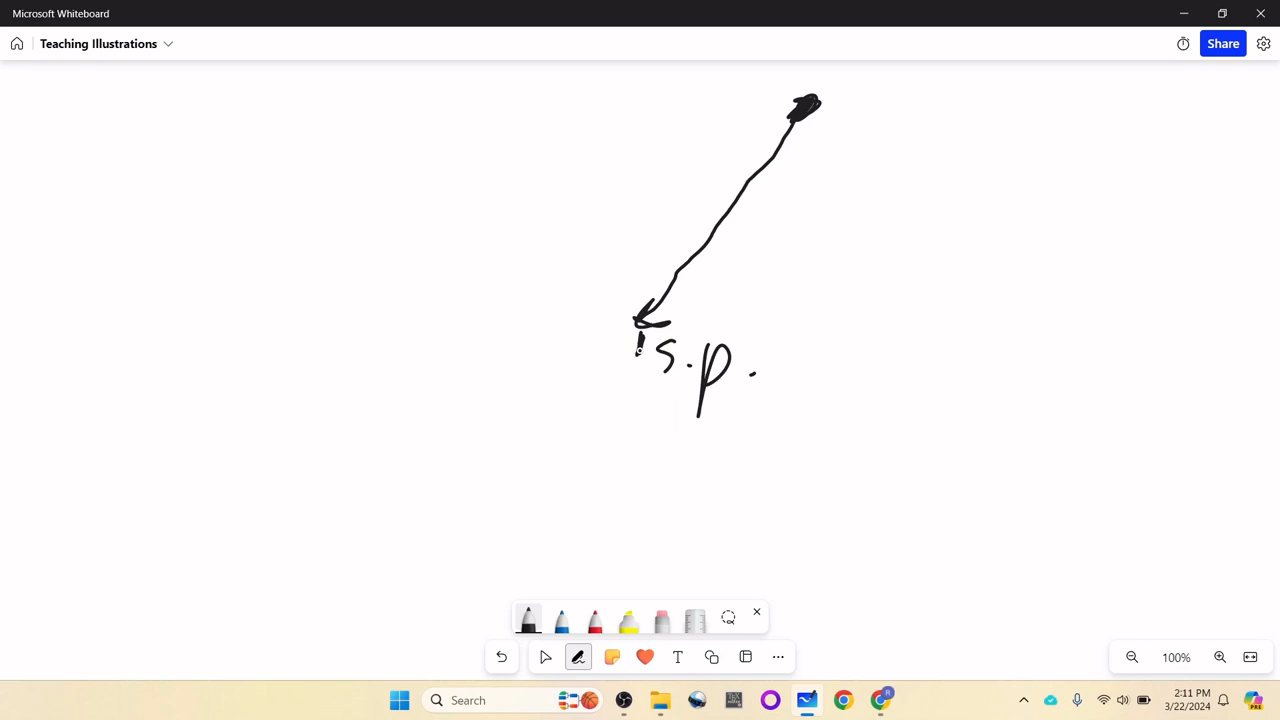 Microsoft Whiteboard
Teaching Illustrations
Share
s.p.
100%
Search
2:11 PM
3/22/2024